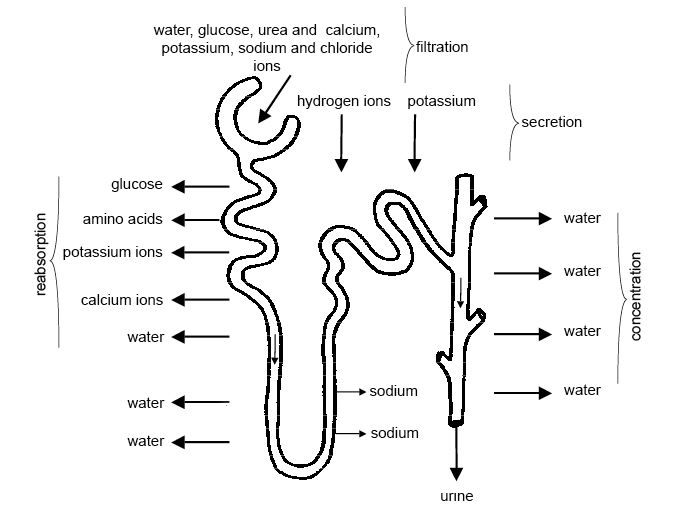 water, glucose, urea and calcium,
potassium, sodium and chloride
ions
filtration
hydrogen ions
potassium
secretion
reabsorption
glucose
amino acids
potassium ions
calcium ions
water
water
water
sodium
sodium
water
water
water
water
concentration
urine